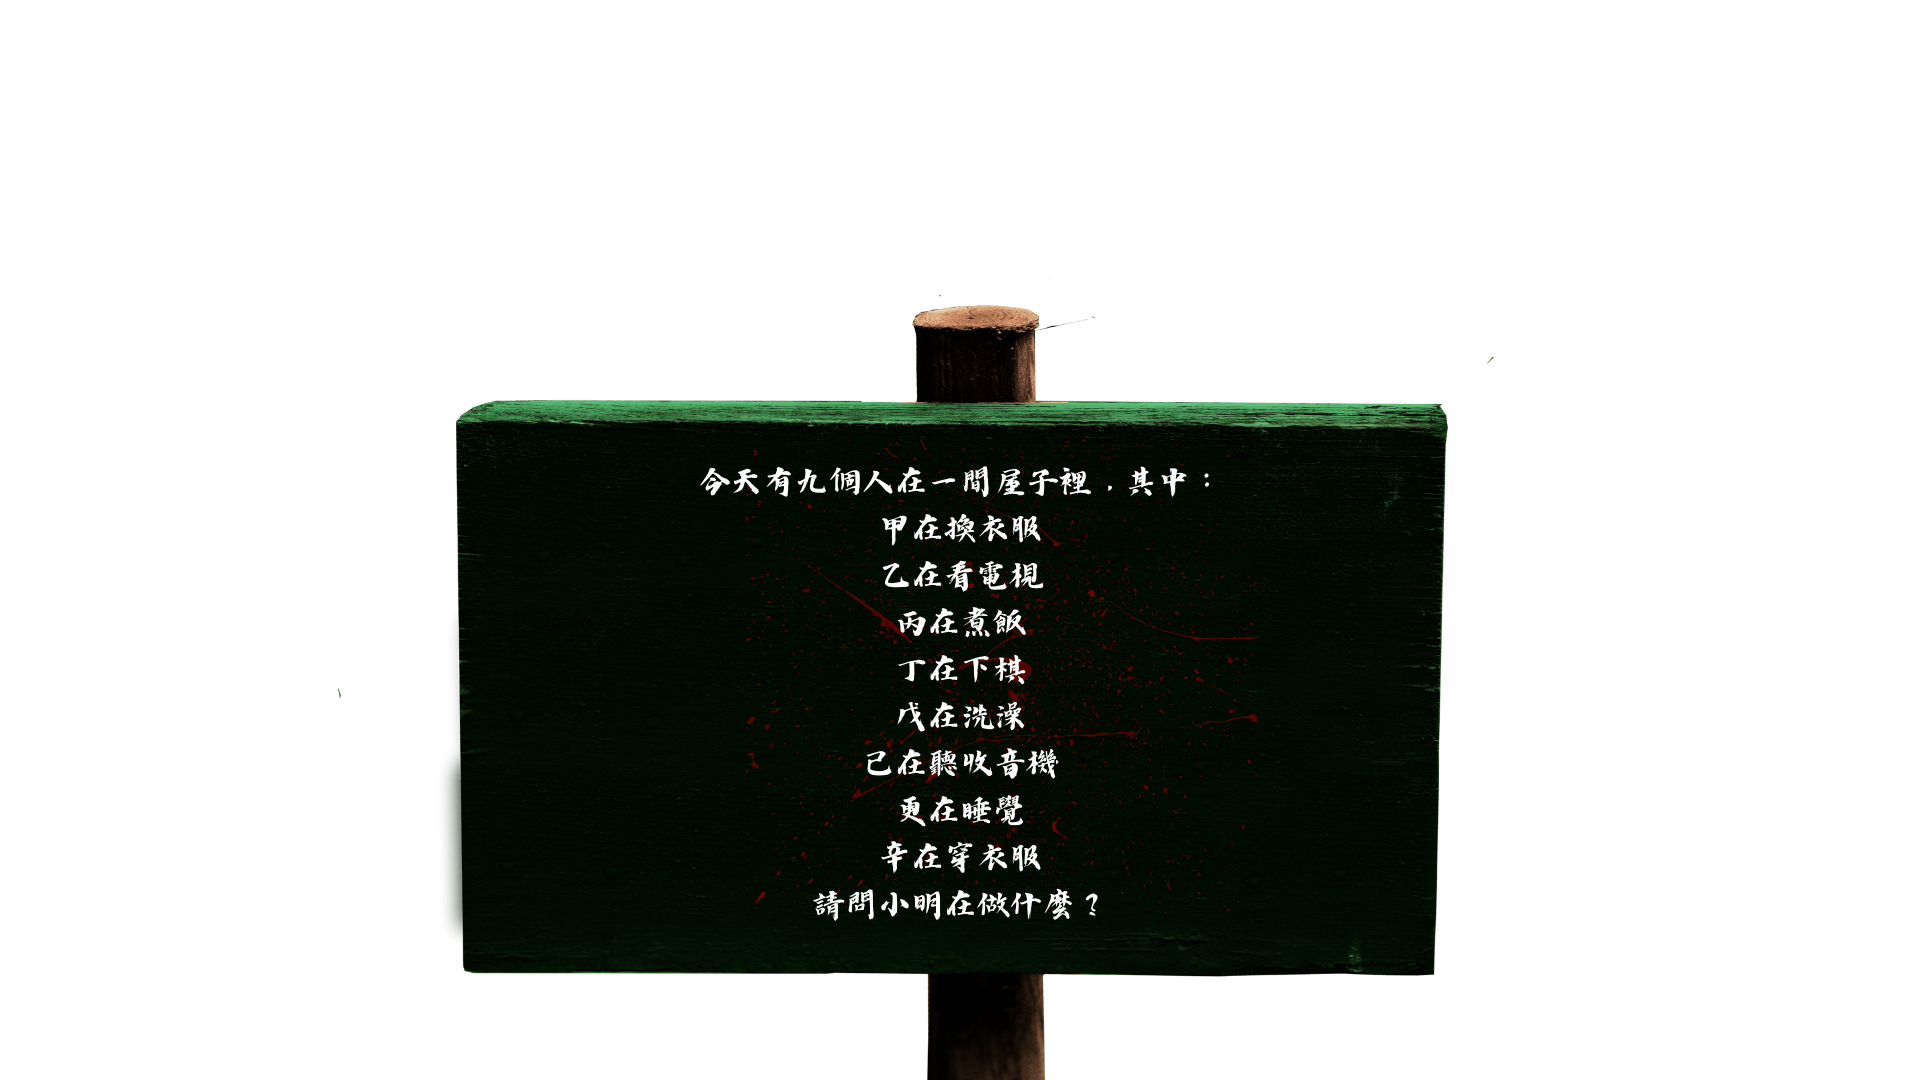 今天有九個人在一間屋子裡，其中：
甲在換衣服
乙在看電視
丙在煮飯
丁在下棋
戊在洗澡
己在聽收音機
更在睡覺
辛在穿衣服
請問小明在做什麼？